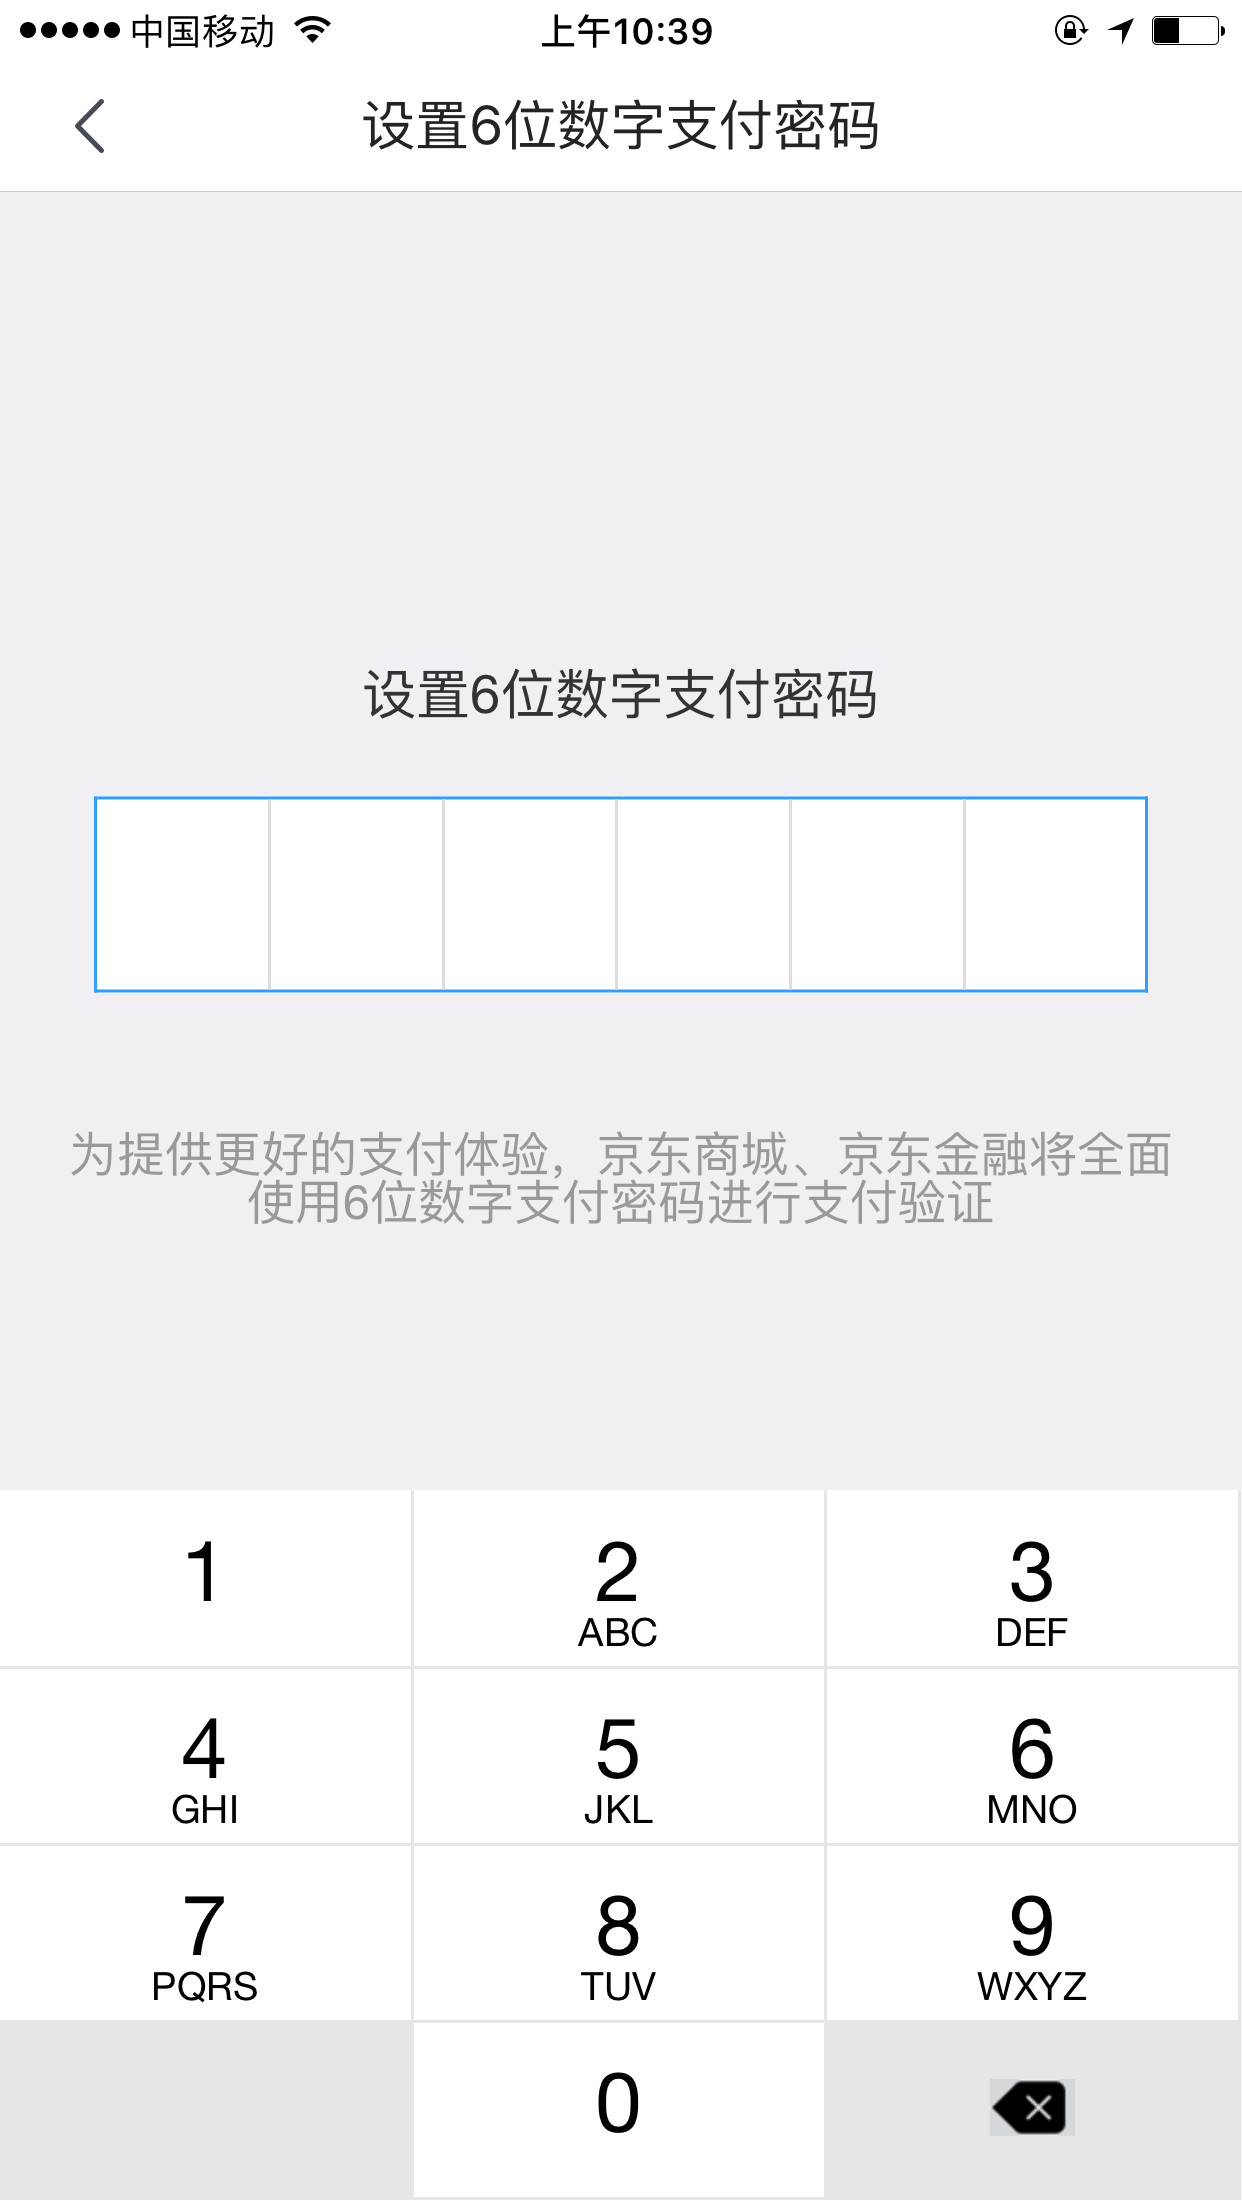 中国移动
上午10:39
设置6位数字支付密码
设置6位数字支付密码
为提供更好的支付体验，京东商城、京东金融将全面
使用6位数字支付密码进行支付验证
1
2
3
ABC
DEF
4
5
6
GHI
JKL
MNO
7
8
9
PQRS
TUV
WXYZ
0